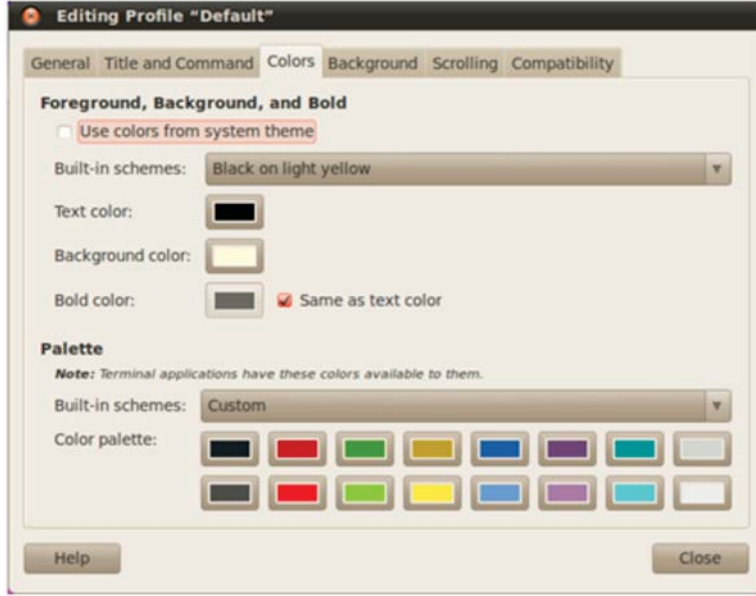 Editing Profile “Default”
General Title and Command Colors Background Scrolling Compatibility
Foreground, Background, and Bold
Use colors from system theme
Built-in schemes: Black on light yellow
Text color:
Background color:
Bold color: Same as text color
Palette
Note: Terminal applications have these colors available to them.
Built-in schemes: Custom
Color palette:
Help Close